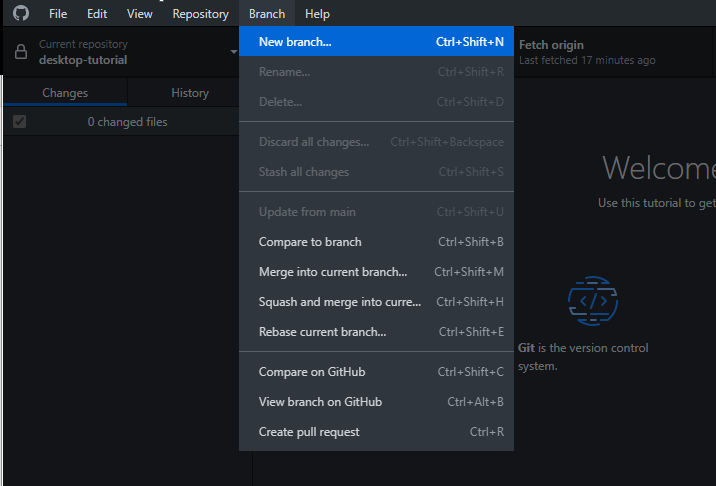 File Edit View Repository Branch Help
Current repository
desktop-tutorial
Changes History
0 changed files
New branch... Ctrl+Shift+N
Rename... Ctrl+Shift+R
Delete... Ctrl+Shift+D
Discard all changes... Ctrl+Shift+Backspace
Stash all changes Ctrl+Shift+S
Update from main Ctrl+Shift+U
Compare to branch Ctrl+Shift+B
Merge into current branch... Ctrl+Shift+M
Squash and merge into curre... Ctrl+Shift+H
Rebase current branch... Ctrl+Shift+E
Compare on GitHub Ctrl+Shift+C
View branch on GitHub Ctrl+Alt+B
Create pull request Ctrl+R
Fetch origin
Last fetched 17 minutes ago
Welcome
Use this tutorial to get
Git is the version control
system.